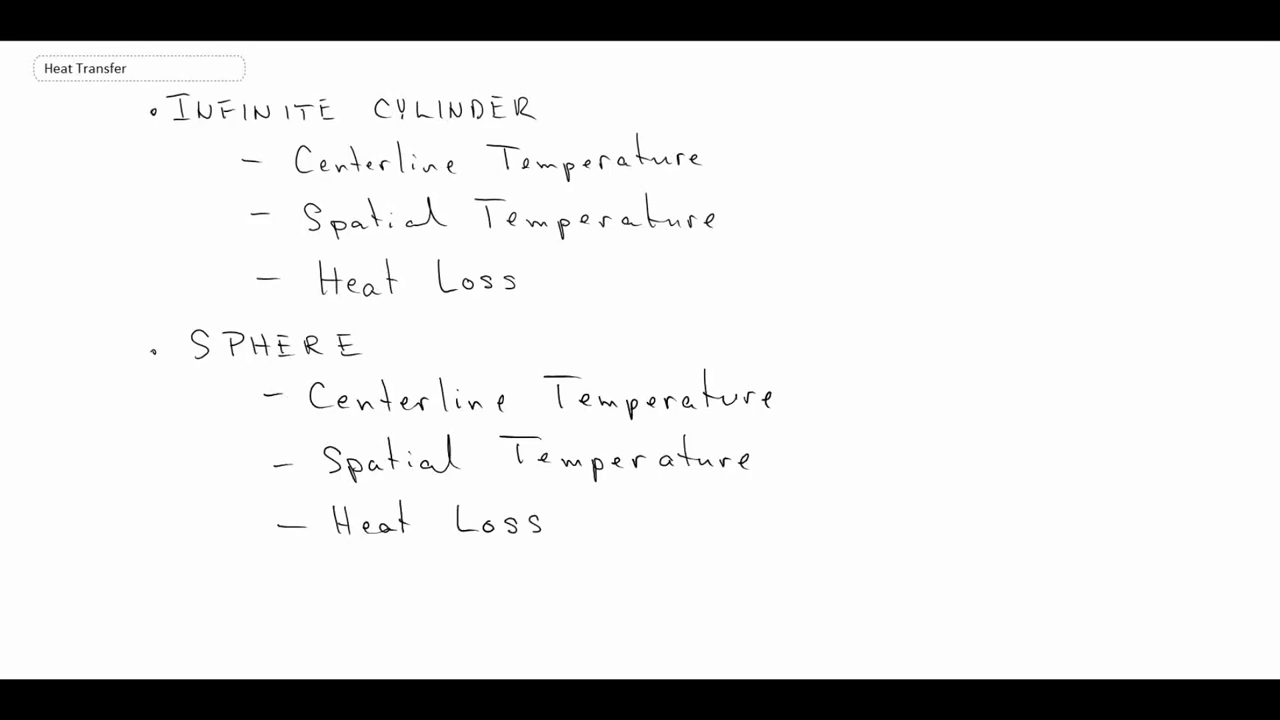 Heat Transfer
• INFINITE CYLINDER
– Centerline Temperature
– Spatial Temperature
– Heat Loss
• SPHERE
– Centerline Temperature
– Spatial Temperature
– Heat Loss